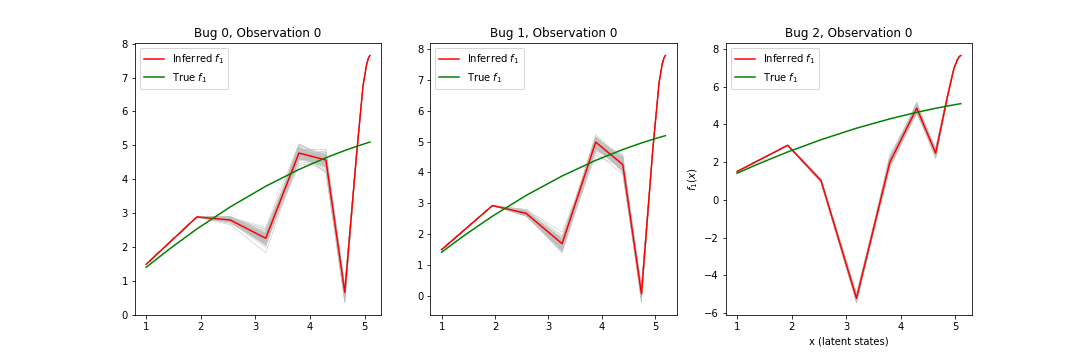 Bug 0, Observation 0
Inferred f₁
True f₁
8
7
6
5
4
3
2
1
0
1 2 3 4 5
Bug 1, Observation 0
Inferred f₁
True f₁
8
7
6
5
4
3
2
1
0
1 2 3 4 5
Bug 2, Observation 0
Inferred f₁
True f₁
f₁(x)
8
6
4
2
0
−2
−4
−6
1 2 3 4 5
x (latent states)